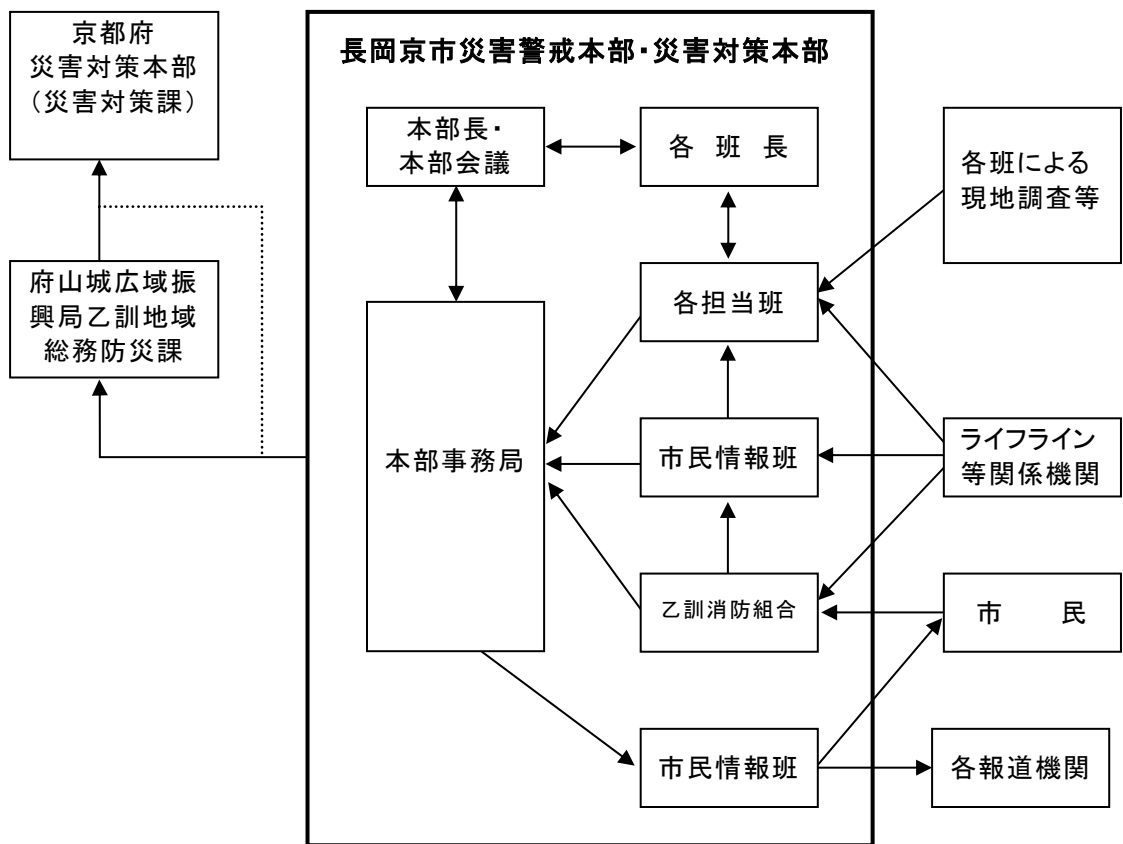 京都府
災害対策本部
（災害対策課）
府山城広域振
興局乙訓地域
総務防災課
長岡京市災害警戒本部・災害対策本部
本部長・
本部会議
各 班 長
各担当班
本部事務局
市民情報班
乙訓消防組合
市民情報班
各班による
現地調査等
ライフライン
等関係機関
市 民
各報道機関